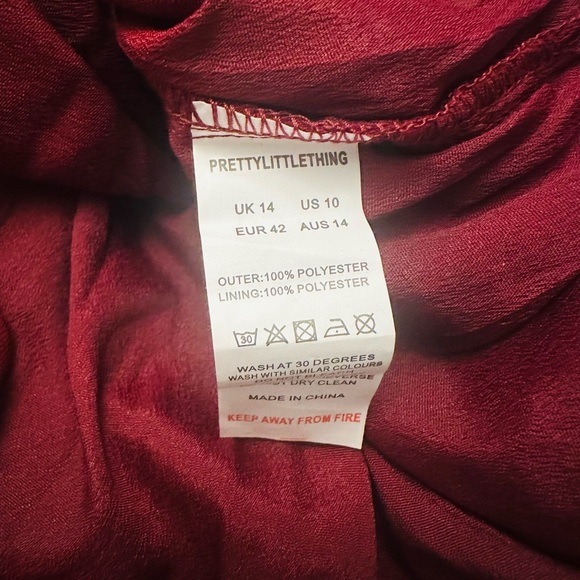 PRETTYLITTLETHING
UK 14 US 10
EUR 42 AUS 14
OUTER:100% POLYESTER
LINING:100% POLYESTER
30
WASH AT 30 DEGREES
WASH WITH SIMILAR COLOURS
DRY CLEAN
MADE IN CHINA
KEEP AWAY FROM FIRE